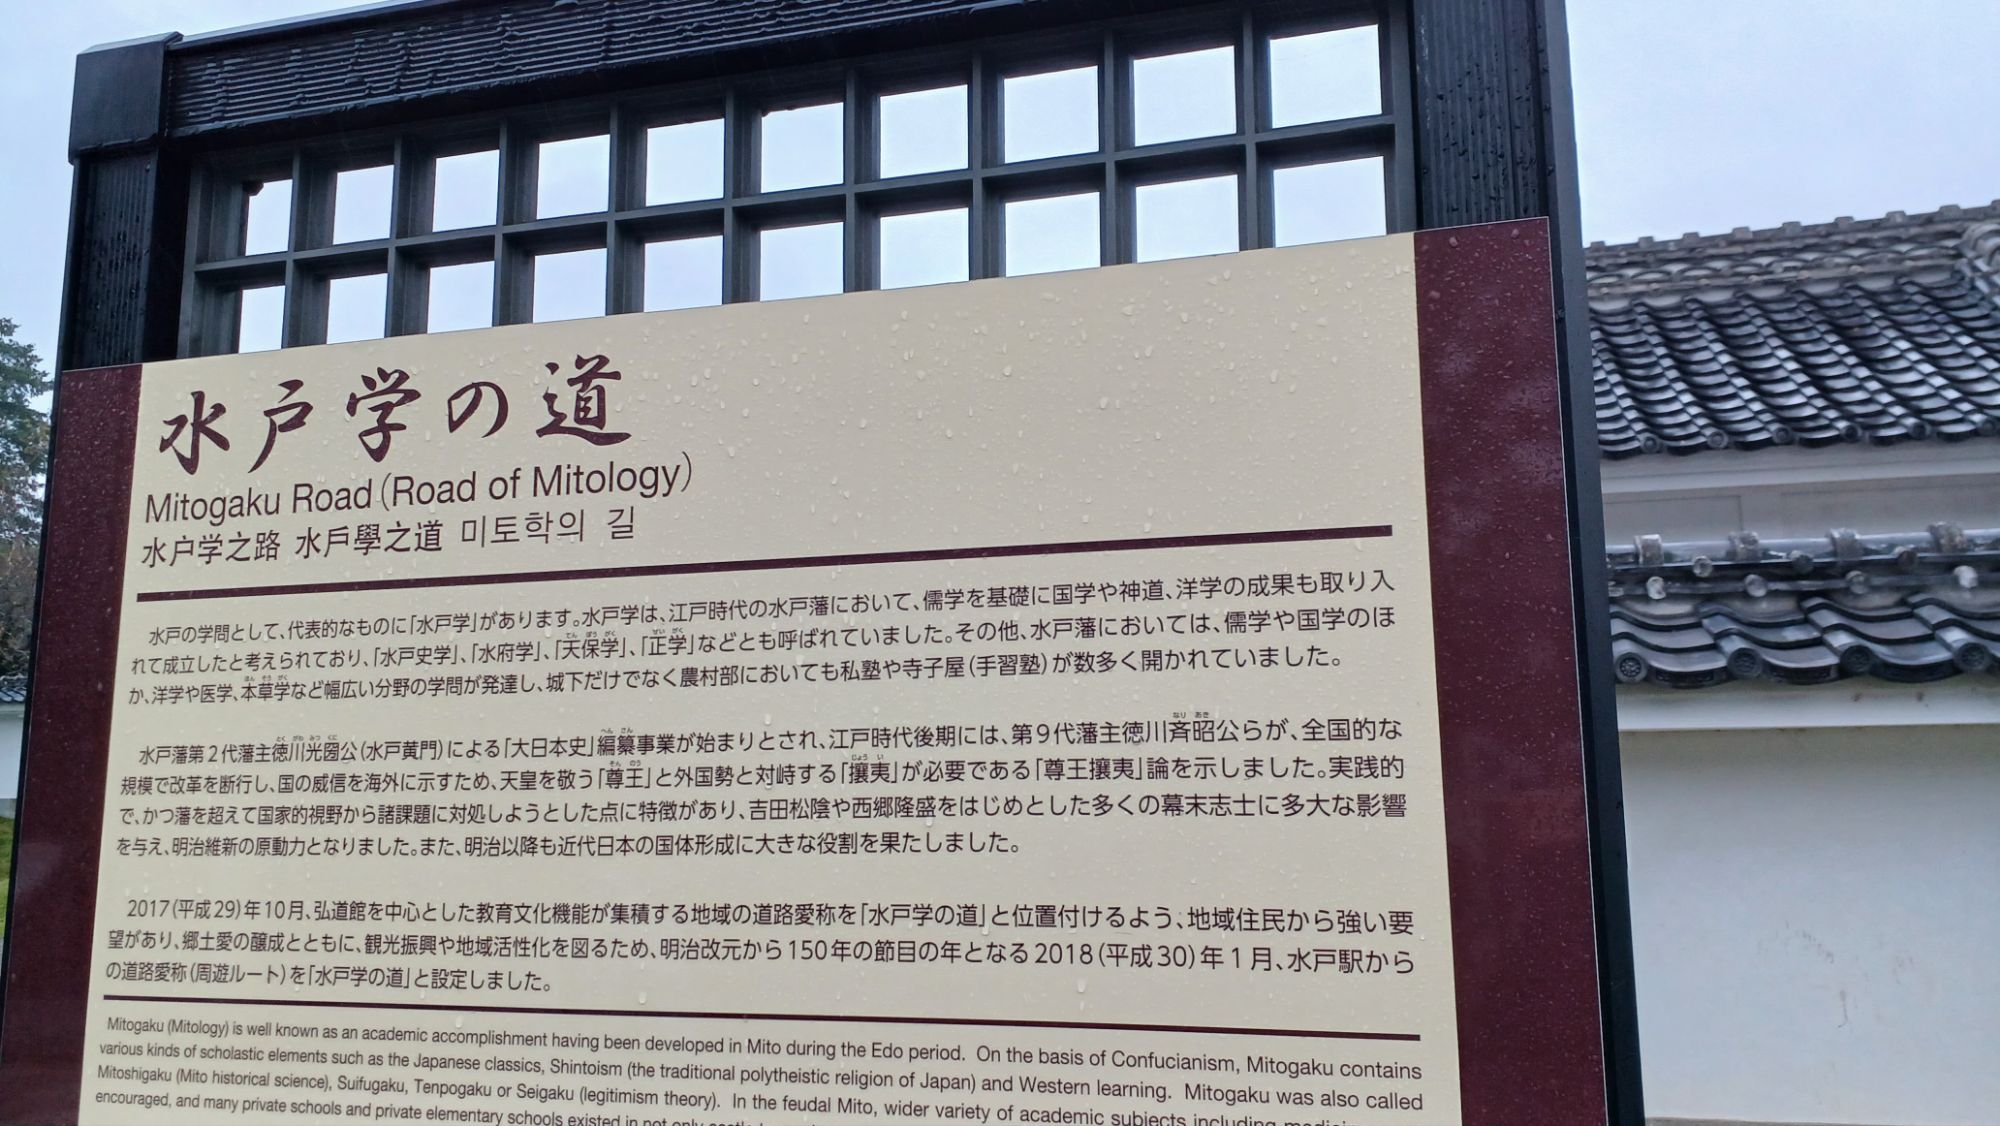 水戸学の道
Mitogaku Road (Road of Mitology)
水户学之路 水戶學之道 미토학의 길
水戸の学問として、代表的なものに「水戸学」があります。水戸学は、江戸時代の水戸藩において、儒学を基礎に国学や神道、洋学の成果も取り入
れて成立したと考えられており、「水戸史学」、「水府学」、「天保学」、「正学」などとも呼ばれていました。その他、水戸藩においては、儒学や国学のほ
か、洋学や医学、本草学など幅広い分野の学問が発達し、城下だけでなく農村部においても私塾や寺子屋(手習塾)が数多く開かれていました。
水戸藩第2代藩主徳川光圀公(水戸黄門)による「大日本史」編纂事業が始まりとされ、江戸時代後期には、第9代藩主徳川斉昭公らが、全国的な
規模で改革を断行し、国の威信を海外に示すため、天皇を敬う「尊王」と外国勢と対峙する「攘夷」が必要である「尊王攘夷」論を示しました。実践的
で、かつ藩を超えて国家的視野から諸課題に対処しようとした点に特徴があり、吉田松陰や西郷隆盛をはじめとした多くの幕末志士に多大な影響
を与え、明治維新の原動力となりました。また、明治以降も近代日本の国体形成に大きな役割を果たしました。
2017(平成29)年10月、弘道館を中心とした教育文化機能が集積する地域の道路愛称を「水戸学の道」と位置付けるよう、地域住民から強い要
望があり、郷土愛の醸成とともに、観光振興や地域活性化を図るため、明治改元から150年の節目の年となる2018(平成30)年1月、水戸駅から
の道路愛称(周遊ルート)を「水戸学の道」と設定しました。
Mitogaku (Mitology) is well known as an academic accomplishment having been developed in Mito during the Edo period. On the basis of Confucianism, Mitogaku contains
various kinds of scholastic elements such as the Japanese classics, Shintoism (the traditional polytheistic religion of Japan) and Western learning. Mitogaku was also called
Mitoshigaku (Mito historical science), Suifugaku, Tenpogaku or Seigaku (legitimism theory). In the feudal Mito, wider variety of academic subjects including
encouraged, and many private schools and private elementary schools existed in not only